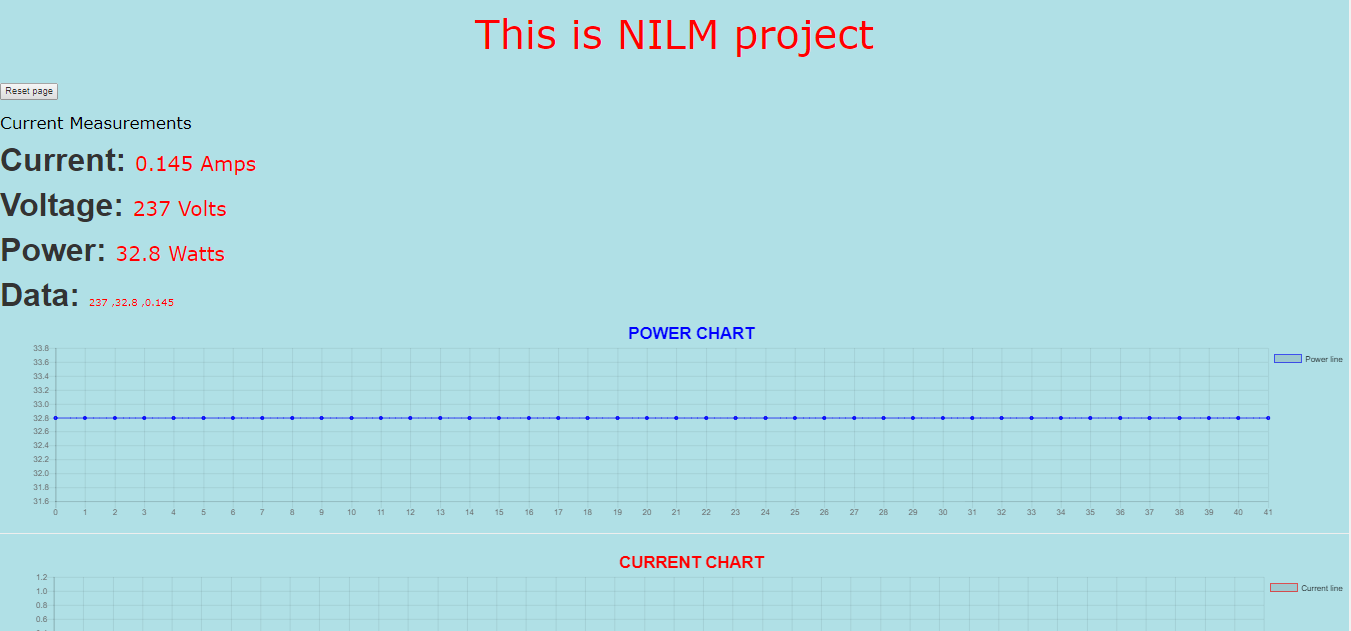 This is NILM project
Reset page
Current Measurements
Current: 0.145 Amps
Voltage: 237 Volts
Power: 32.8 Watts
Data: 237 ,32.8 ,0.145
POWER CHART
33.8
Power line
33.6
33.4
33.2
33.0
32.8
32.6
32.4
32.2
32.0
31.8
31.6
0 1 2 3 4 5 6 7 8 9 10 11 12 13 14 15 16 17 18 19 20 21 22 23 24 25 26 27 28 29 30 31 32 33 34 35 36 37 38 39 40 41
CURRENT CHART
1.2
Current line
1.0
0.8
0.6